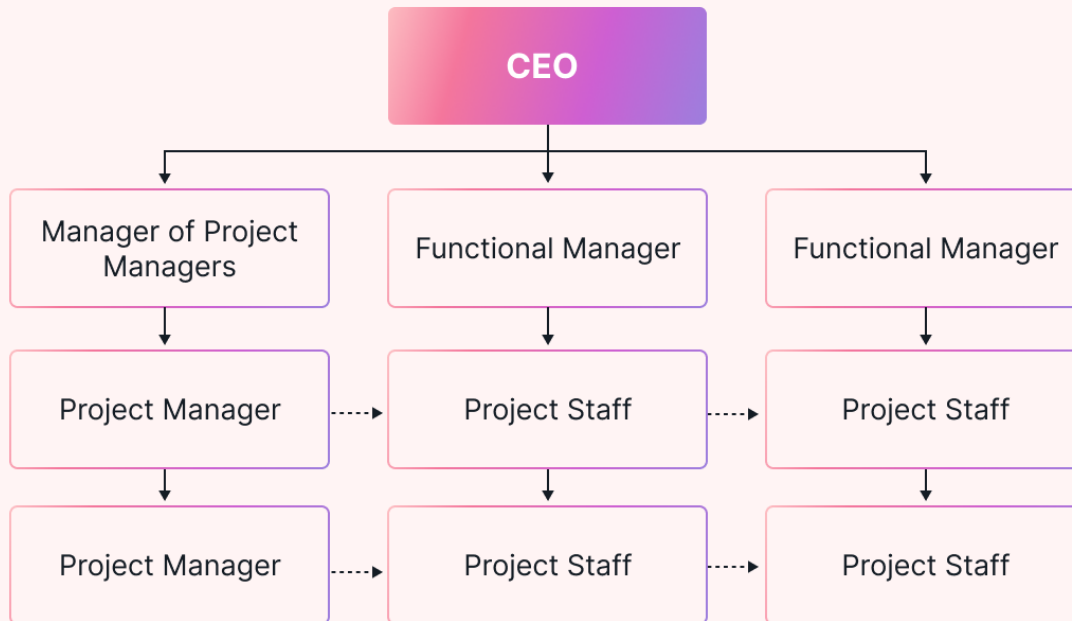 CEO
Manager of Project
Managers
Functional Manager
Functional Manager
Project Manager
Project Staff
Project Staff
Project Manager
Project Staff
Project Staff